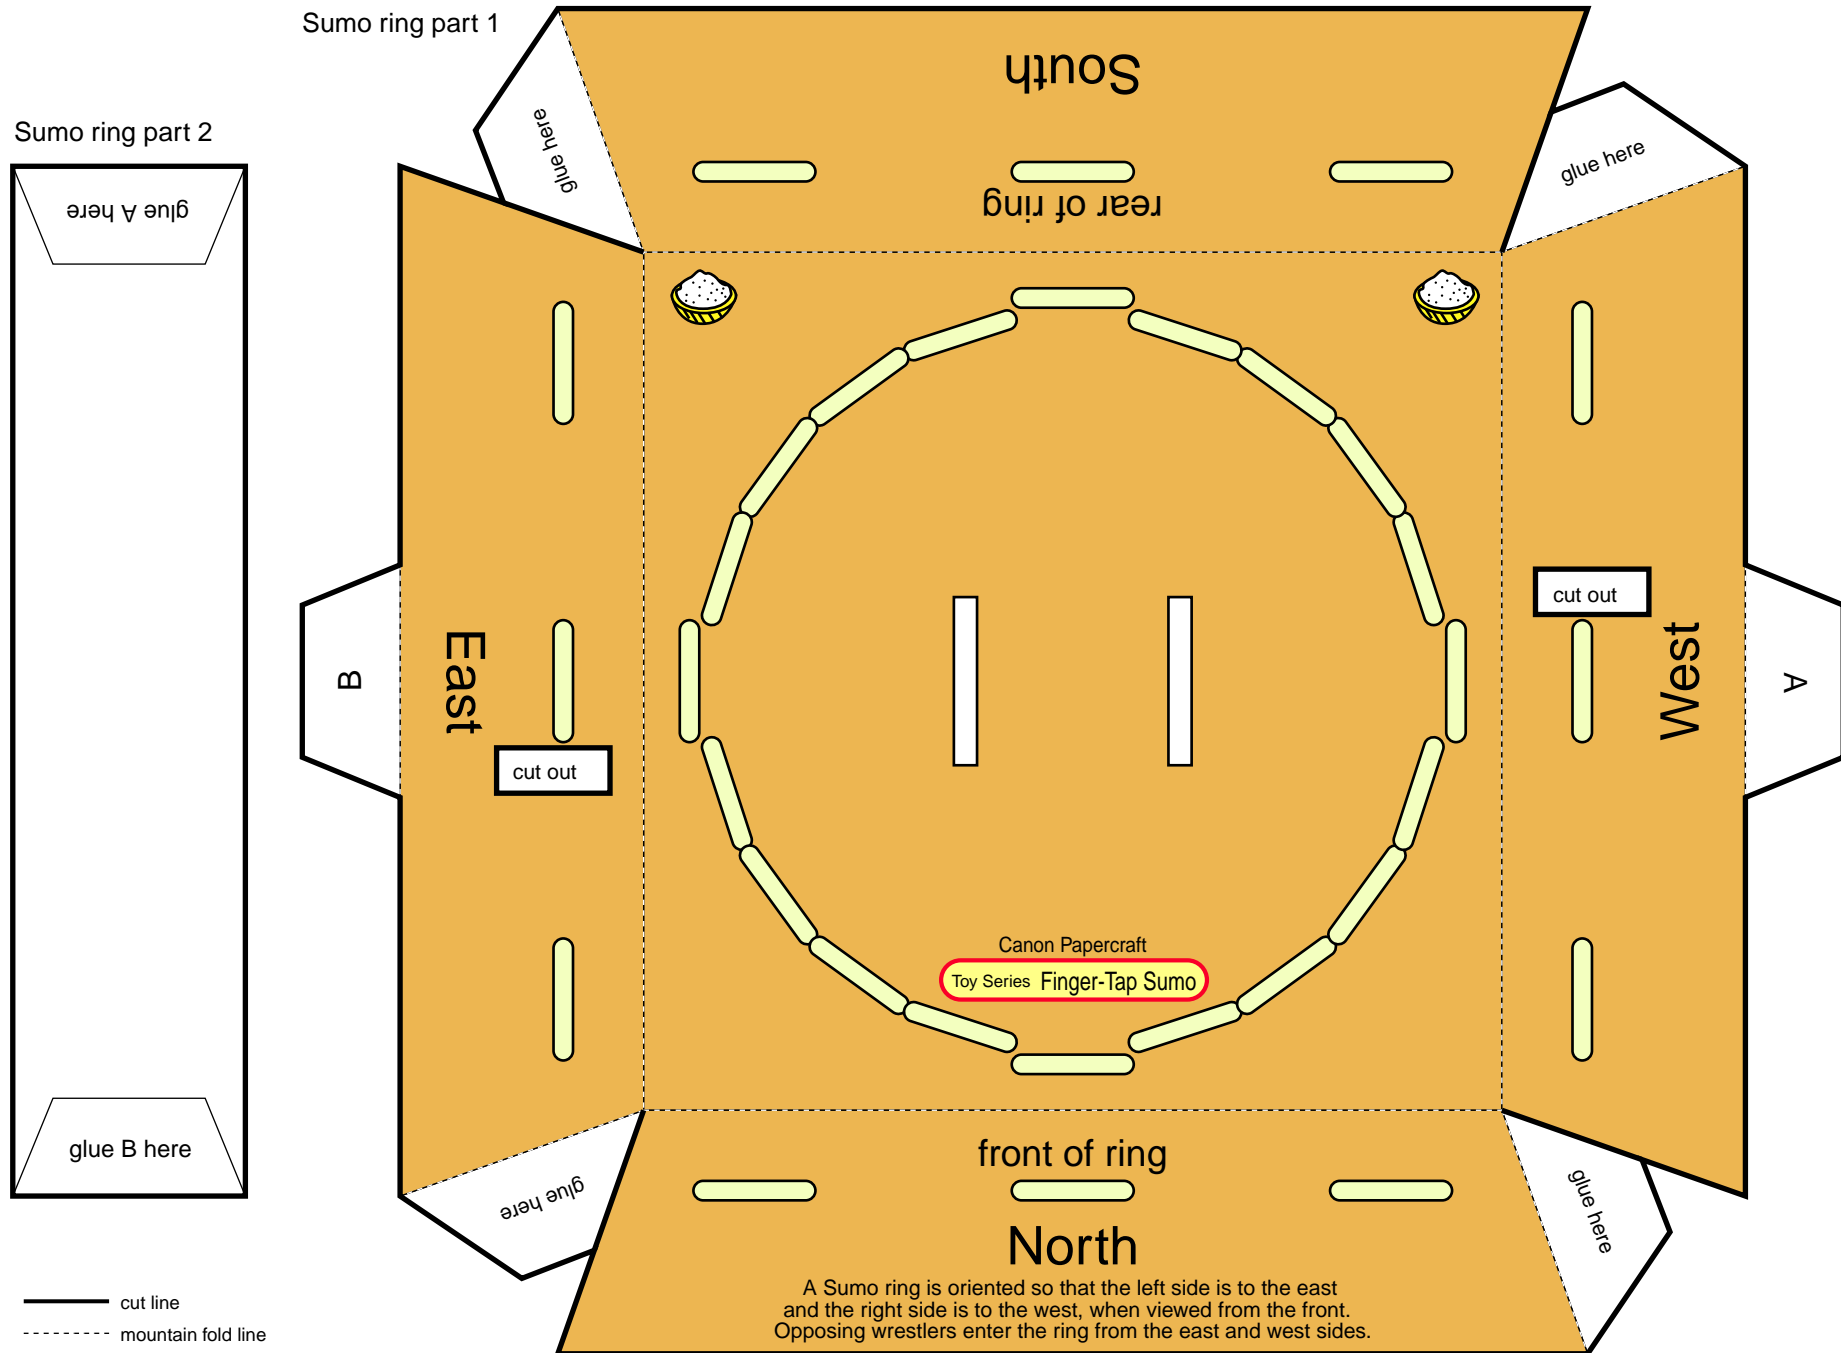 Sumo ring part 1
South
rear of ring
glue here
glue here
Sumo ring part 2
glue A here
cut out
East
B
West
A
cut out
Canon Papercraft
Toy Series Finger-Tap Sumo
glue B here
glue here
glue here
front of ring
North
A Sumo ring is oriented so that the left side is to the east
and the right side is to the west, when viewed from the front.
Opposing wrestlers enter the ring from the east and west sides.
cut line
mountain fold line